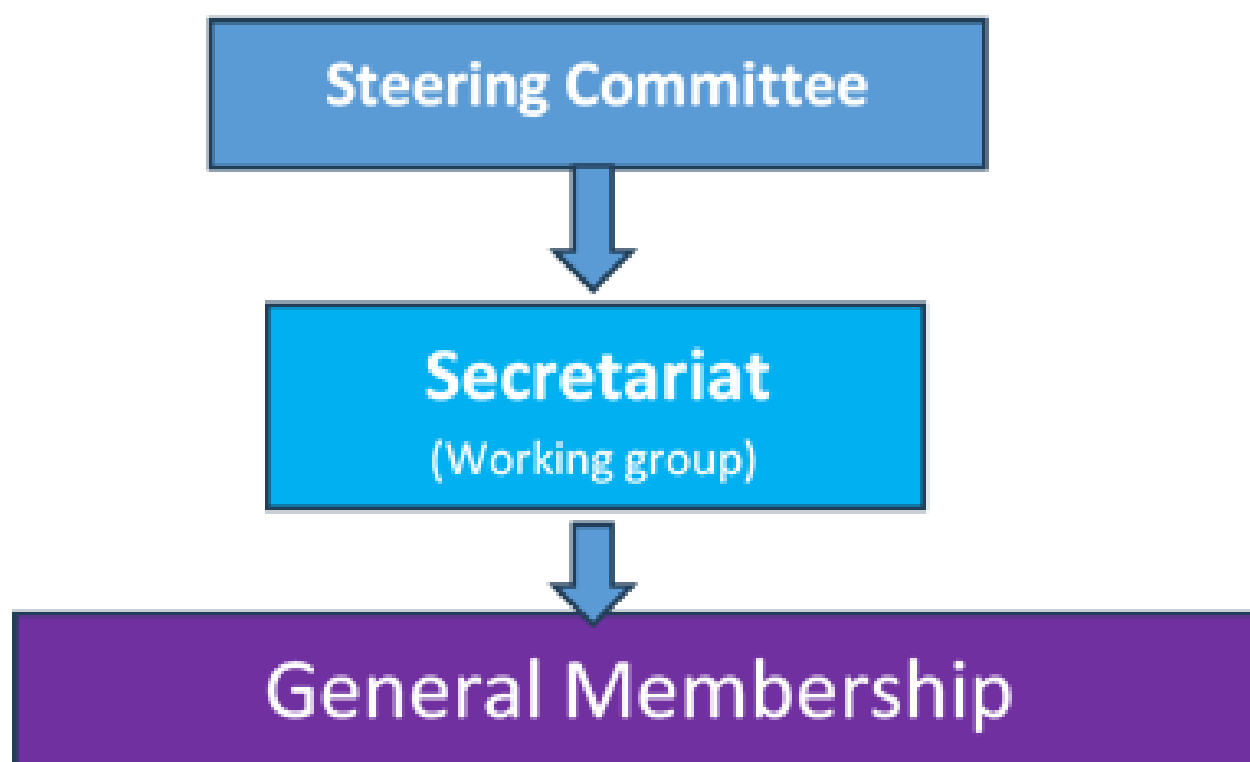 Steering Committee
Secretariat
(Working group)
General Membership